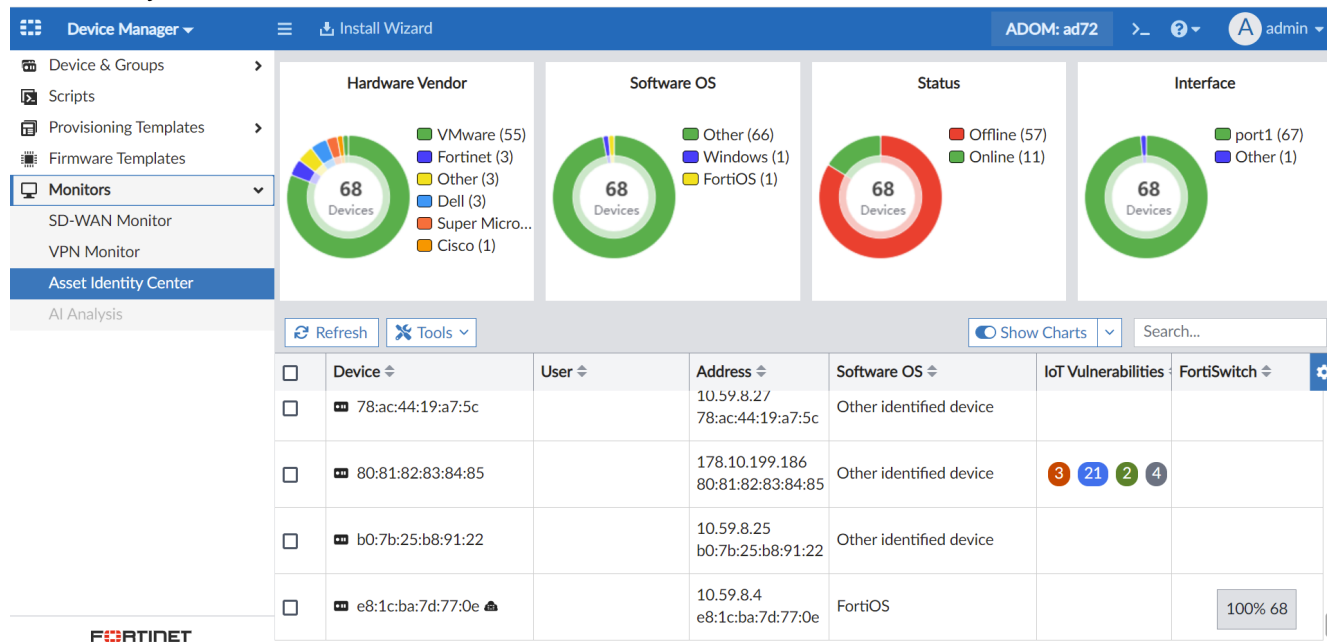 Device Manager
Install Wizard
ADOM: ad72
>_
?
A
admin
Device & Groups
Scripts
Provisioning Templates
Firmware Templates
Monitors
SD-WAN Monitor
VPN Monitor
Asset Identity Center
AI Analysis
Hardware Vendor
68
Devices
VMware (55)
Fortinet (3)
Other (3)
Dell (3)
Super Micro...
Cisco (1)
Software OS
68
Devices
Other (66)
Windows (1)
FortiOS (1)
Status
68
Devices
Offline (57)
Online (11)
Interface
68
Devices
port1 (67)
Other (1)
Refresh
Tools
Show Charts
Search...
Device User Address Software OS IoT Vulnerabilities FortiSwitch
10.59.8.27
78:ac:44:19:a7:5c 78:ac:44:19:a7:5c Other identified device
178.10.199.186
80:81:82:83:84:85 80:81:82:83:84:85 Other identified device 3 21 2 4
10.59.8.25
b0:7b:25:b8:91:22 b0:7b:25:b8:91:22 Other identified device
10.59.8.4
e8:1c:ba:7d:77:0e e8:1c:ba:7d:77:0e FortiOS 100% 68
FORTINET